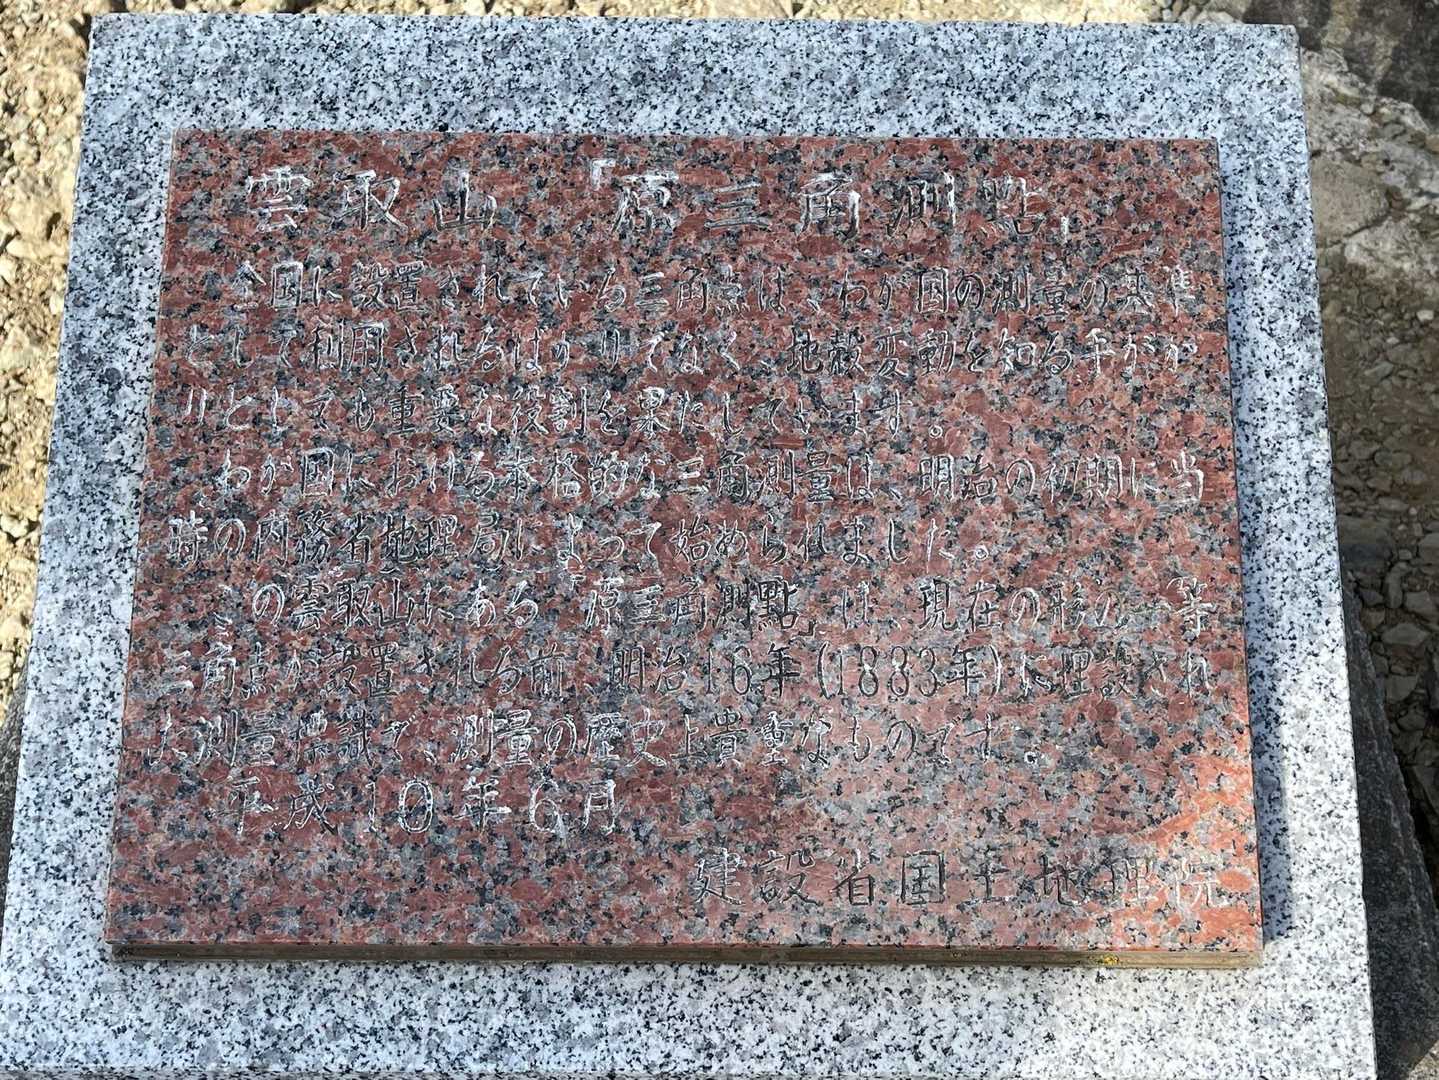 雲取山「原三角測點」
全国に設置されている三角点は、わが国の測量の基準
として利用されるばかりでなく、地殻変動を知る手がか
りとしても重要な役割を果たしています。
わが国における本格的な三角測量は、明治の初期に当
時の内務省地理局によって始められました。
この雲取山にある「原三角測點」は、現在の形の一等
三角点が設置される前、明治16年(1883年)に埋設され
た測量標識で、測量の歴史上貴重なものです。
平成10年6月
建設省国土地理院